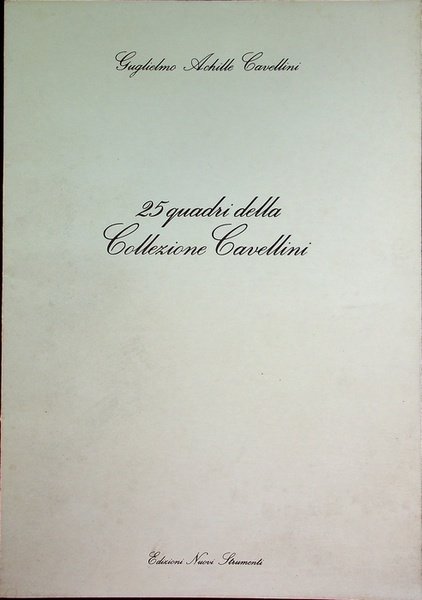 Guglielmo Achille Cavellini
25 quadri della
Collezione Cavellini
Edizioni Nuovi Strumenti